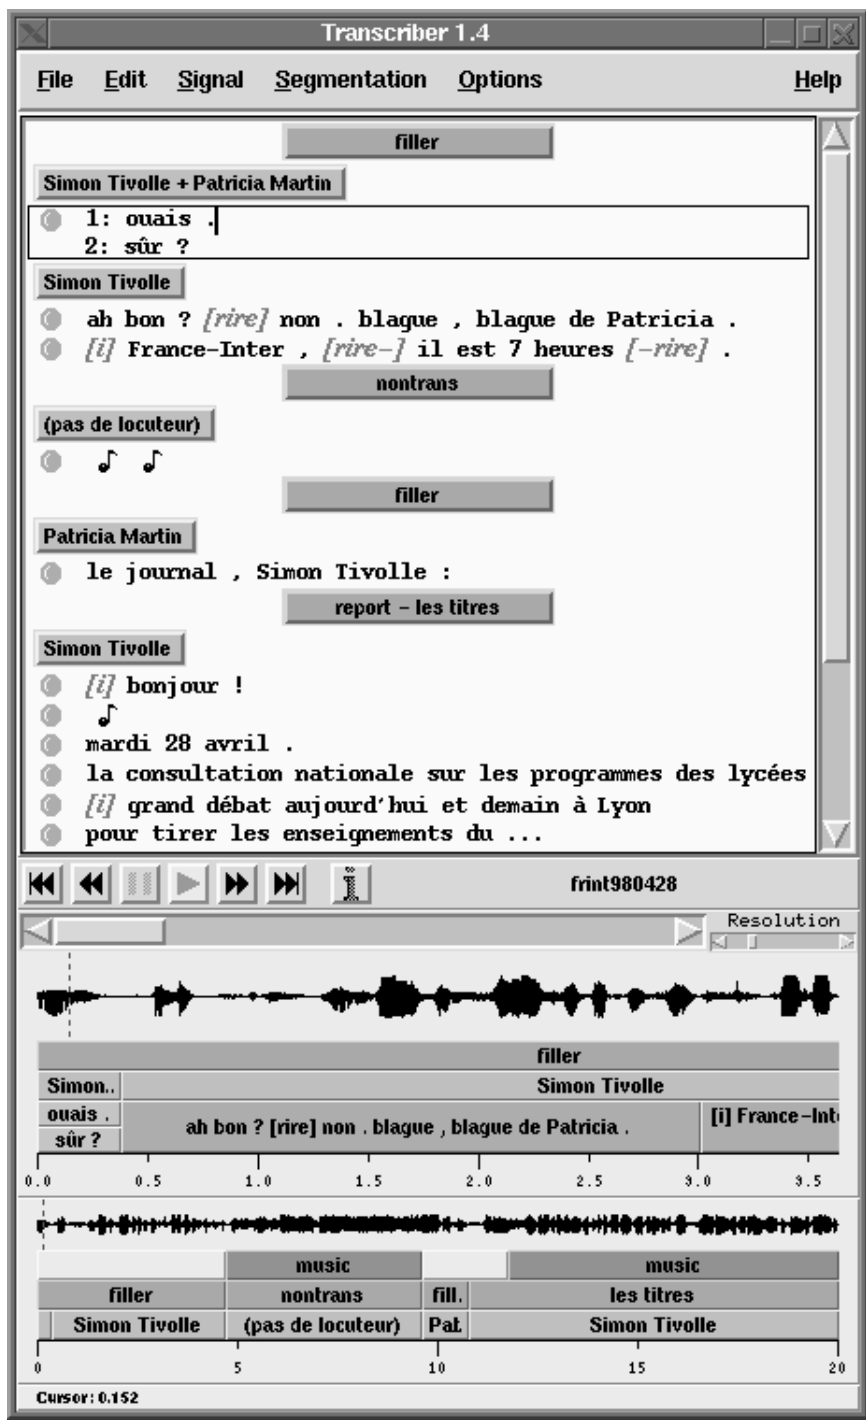 Transcriber 1.4
File Edit Signal Segmentation Options Help
filler
Simon Tivolle + Patricia Martin
1: ouais .
2: sûr ?
Simon Tivolle
ah bon ? [rire] non . blague , blague de Patricia .
[i] France-Inter , [rire-] il est 7 heures [-rire] .
nontrans
(pas de locuteur)
filler
Patricia Martin
le journal , Simon Tivolle :
report - les titres
Simon Tivolle
[i] bonjour !
mardi 28 avril .
la consultation nationale sur les programmes des lycées
[i] grand débat aujourd'hui et demain à Lyon
pour tirer les enseignements du ...
i frint980428
Resolution
filler
Simon.. Simon Tivolle
ouais .
sûr ?
ah bon ? [rire] non . blague , blague de Patricia .
[i] France-Int
0.0 0.5 1.0 1.5 2.0 2.5 3.0 3.5
music music
filler nontrans fill. les titres
Simon Tivolle (pas de locuteur) Pat. Simon Tivolle
0 5 10 15 20
Cursor: 0.152